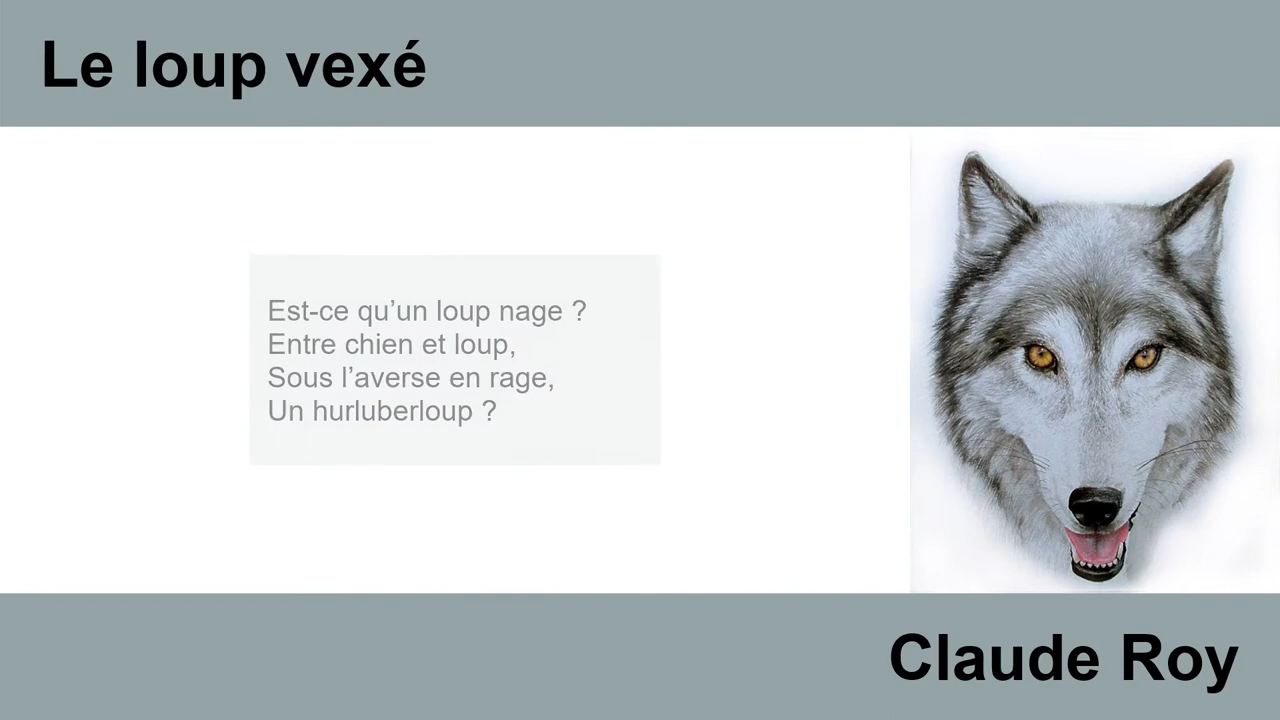 Le loup vexé
Est-ce qu’un loup nage ?
Entre chien et loup,
Sous l’averse en rage,
Un hurluberloup ?
Claude Roy